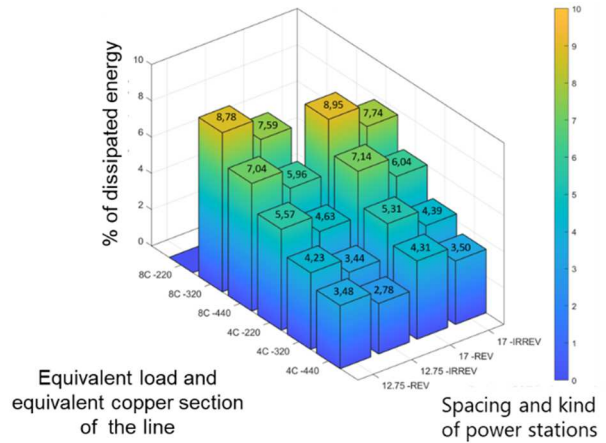 10
8
6
4
2
0
% of dissipated energy
8,78
7,59
8,95
7,74
7,04
5,96
7,14
6,04
5,57
4,63
5,31
4,39
4,23
3,44
4,31
3,50
3,48
2,78
8C -220
8C -320
8C -440
4C -220
4C -320
4C -440
12.75 -REV
12.75 -IRREV
17 -REV
17 -IRREV
10
9
8
7
6
5
4
3
2
1
0
Equivalent load and
equivalent copper section
of the line
Spacing and kind
of power stations